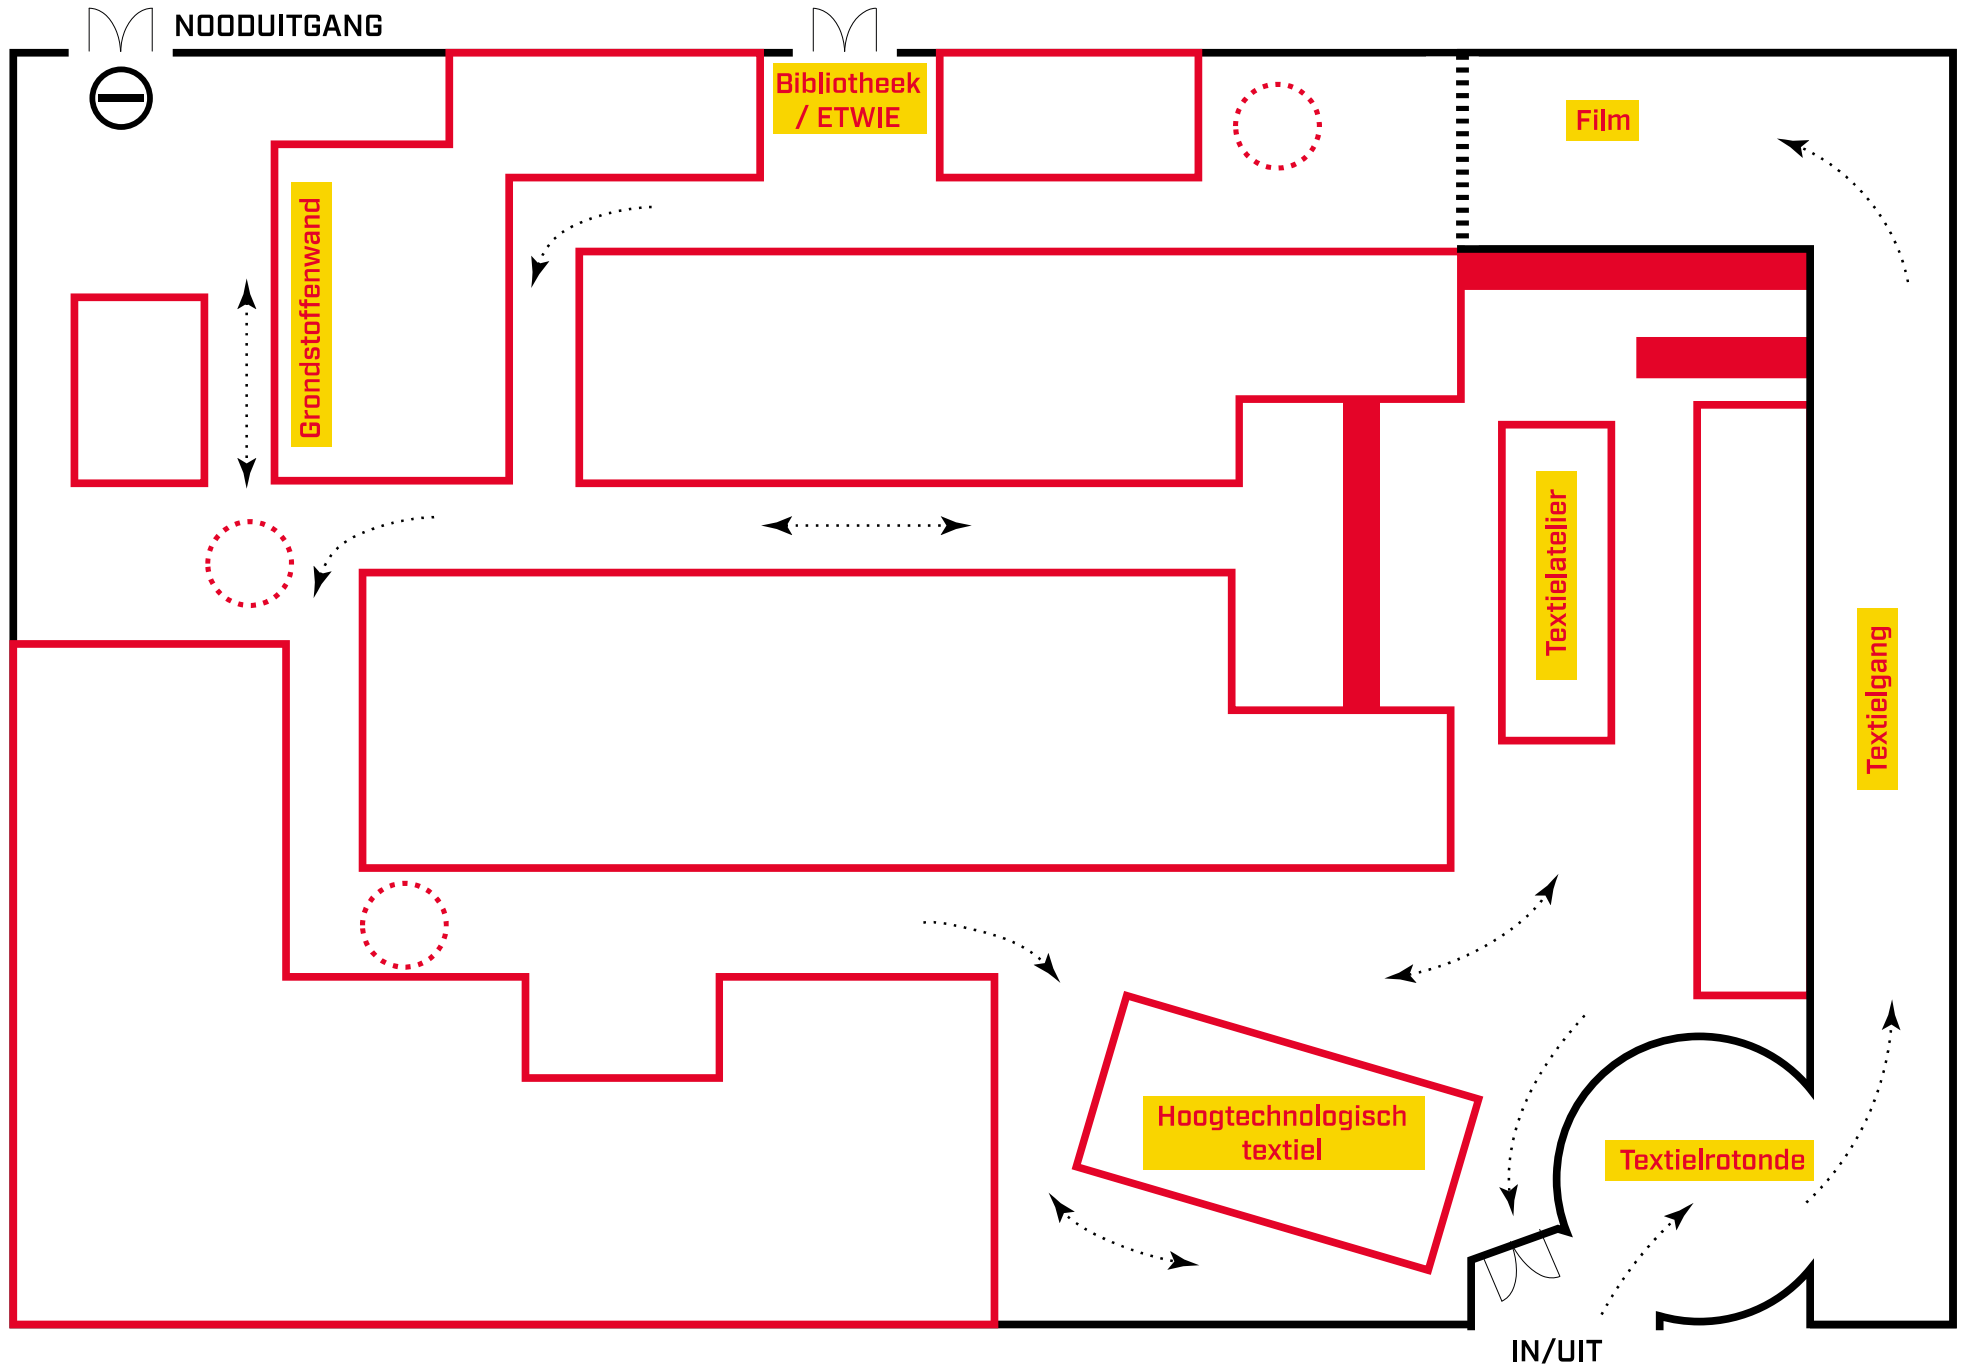 NOODUITGANG
Bibliotheek
/ ETWIE
Film
Grondstoffenwand
Textielatelier
Textielgang
Hoogtechnologisch
textiel
Textielrotonde
IN/UIT